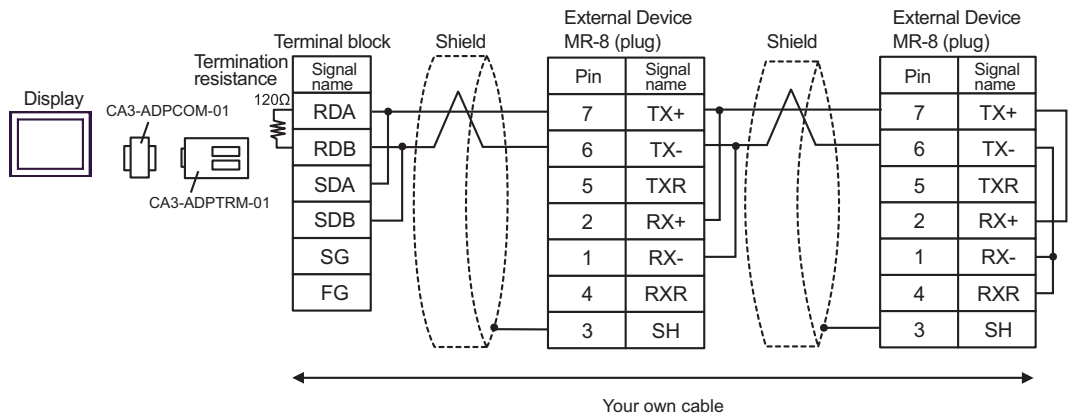 Display
CA3-ADPCOM-01
CA3-ADPTRM-01
Termination
resistance
120Ω
Terminal block
Signal
name
RDA
RDB
SDA
SDB
SG
FG
Shield
External Device
MR-8 (plug)
Pin Signal
name
7 TX+
6 TX-
5 TXR
2 RX+
1 RX-
4 RXR
3 SH
Shield
External Device
MR-8 (plug)
Pin Signal
name
7 TX+
6 TX-
5 TXR
2 RX+
1 RX-
4 RXR
3 SH
Your own cable